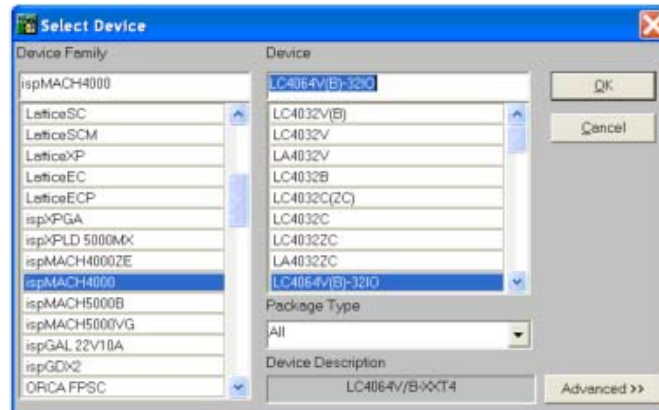 Select Device
Device Family
ispMACH4000
LatticeSC
LatticeSCM
LatticeXP
LatticeEC
LatticeECP
ispXPGA
ispXPLD 5000MX
ispMACH4000ZE
ispMACH4000
ispMACH5000B
ispMACH5000VG
ispGAL 22V10A
ispGDX2
ORCA FPSC
Device
LC4064V(B)-32IO
LC4032V(B)
LC4032V
LA4032V
LC4032B
LC4032C(ZC)
LC4032C
LC4032ZC
LA4032ZC
LC4064V(B)-32IO
Package Type
All
Device Description
LC4064V/B-XXT4
OK
Cancel
Advanced >>